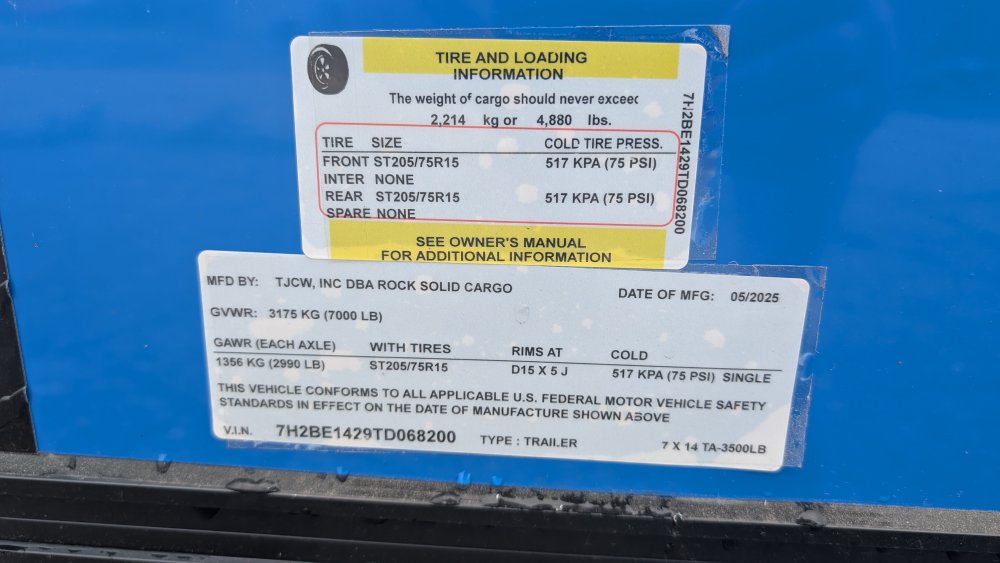 TIRE AND LOADING
INFORMATION
The weight of cargo should never exceed
2,214 kg or 4,880 lbs.
TIRE SIZE COLD TIRE PRESS.
FRONT ST205/75R15 517 KPA (75 PSI)
INTER NONE
REAR ST205/75R15 517 KPA (75 PSI)
SPARE NONE
SEE OWNER'S MANUAL
FOR ADDITIONAL INFORMATION
7H2BE1429TD068200
MFD BY: TJCW, INC DBA ROCK SOLID CARGO DATE OF MFG: 05/2025
GVWR: 3175 KG (7000 LB)
GAWR (EACH AXLE) WITH TIRES RIMS AT COLD
1356 KG (2990 LB) ST205/75R15 D15 X 5 J 517 KPA (75 PSI) SINGLE
THIS VEHICLE CONFORMS TO ALL APPLICABLE U.S. FEDERAL MOTOR VEHICLE SAFETY
STANDARDS IN EFFECT ON THE DATE OF MANUFACTURE SHOWN ABOVE
V.I.N. 7H2BE1429TD068200 TYPE : TRAILER 7 X 14 TA-3500LB